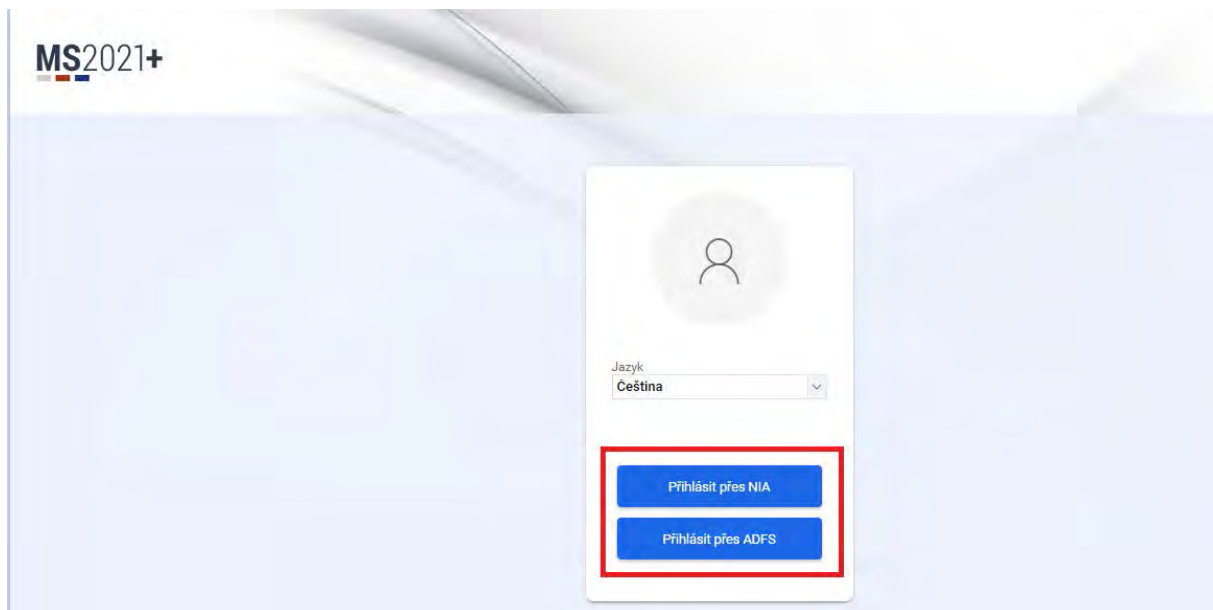 MS2021+
Jazyk
Čeština
Přihlásit přes NIA
Přihlásit přes ADFS